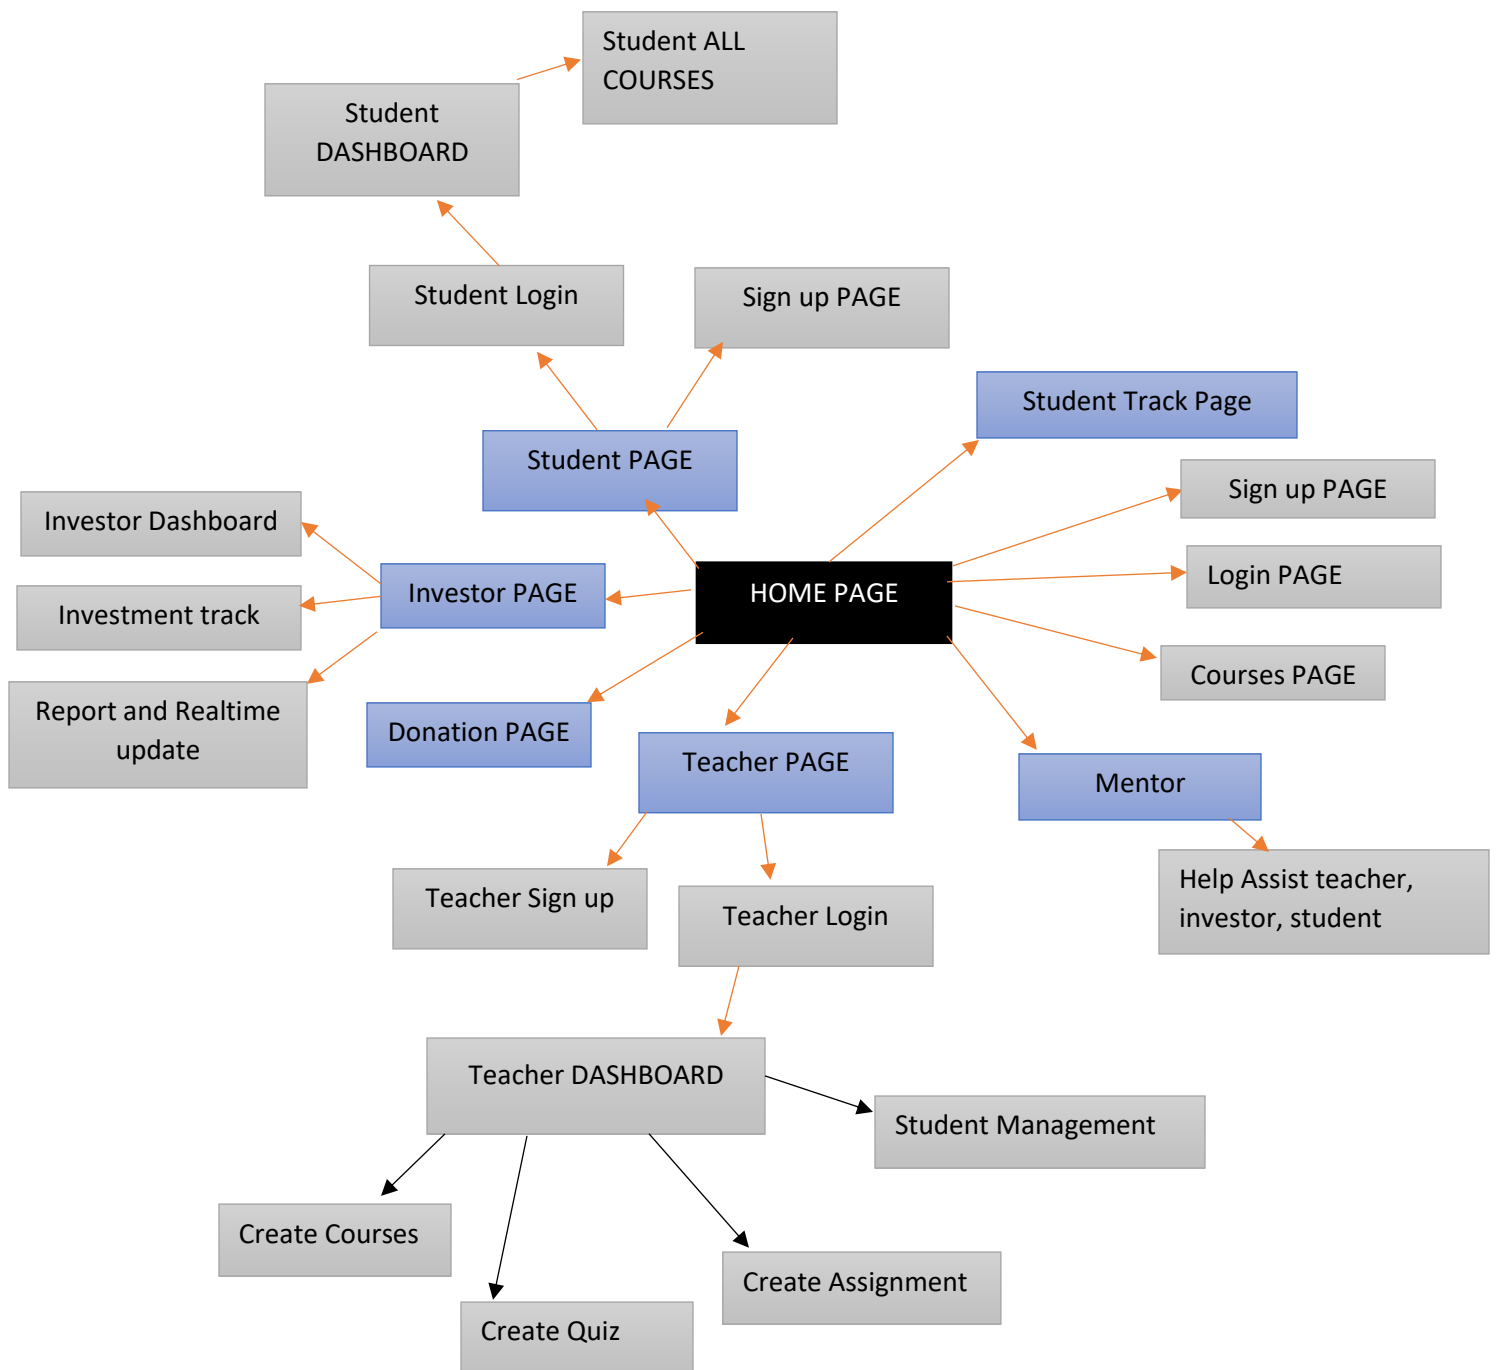 Student ALL
COURSES
Student
DASHBOARD
Student Login
Sign up PAGE
Student Track Page
Student PAGE
Sign up PAGE
Investor Dashboard
Login PAGE
Investor PAGE
HOME PAGE
Investment track
Courses PAGE
Report and Realtime
update
Donation PAGE
Teacher PAGE
Mentor
Help Assist teacher,
investor, student
Teacher Sign up
Teacher Login
Teacher DASHBOARD
Student Management
Create Courses
Create Assignment
Create Quiz